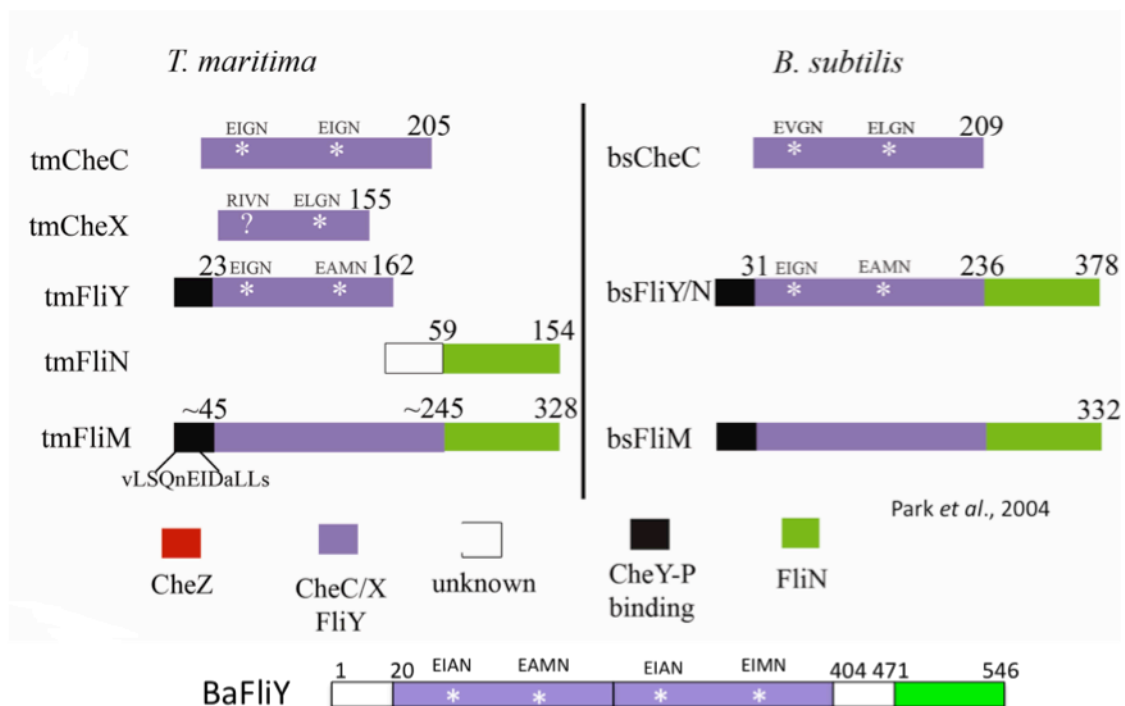 T. maritima
B. subtilis
EIGN EIGN 205
tmCheC * *
EVGN ELGN 209
bsCheC * *
RIVN ELGN 155
tmCheX ? *
23 EIGN EAMN 162
tmFliY * *
31 EIGN EAMN 236 378
bsFliY/N * *
59 154
tmFliN
~45 ~245 328
tmFliM
vLSQnEIDaLLs
332
bsFliM
Park et al., 2004
CheZ
CheC/X
FliY
unknown
CheY-P
binding
FliN
1 20 EIAN EAMN EIAN EIMN 404 471 546
BaFliY * * * *